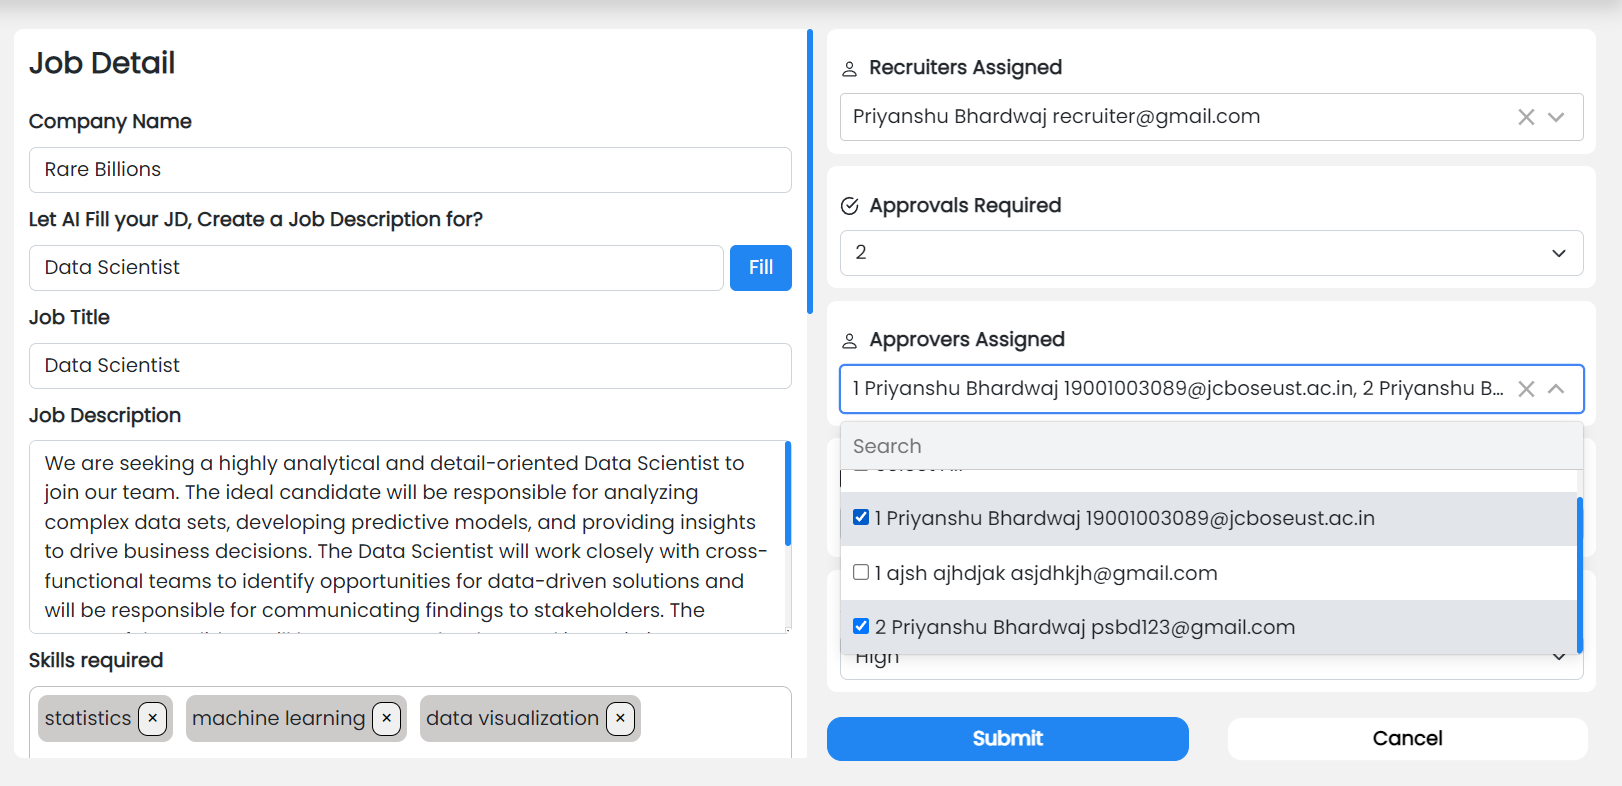 Job Detail
Company Name
Rare Billions
Let AI Fill your JD, Create a Job Description for?
Data Scientist
Fill
Job Title
Data Scientist
Job Description
We are seeking a highly analytical and detail-oriented Data Scientist to
join our team. The ideal candidate will be responsible for analyzing
complex data sets, developing predictive models, and providing insights
to drive business decisions. The Data Scientist will work closely with cross-
functional teams to identify opportunities for data-driven solutions and
will be responsible for communicating findings to stakeholders. The
Skills required
statistics ×
machine learning ×
data visualization ×
Recruiters Assigned
Priyanshu Bhardwaj recruiter@gmail.com
Approvals Required
2
Approvers Assigned
1 Priyanshu Bhardwaj 19001003089@jcboseust.ac.in, 2 Priyanshu B...
Search
1 Priyanshu Bhardwaj 19001003089@jcboseust.ac.in
1 ajsh ajhdjak asjdhkjh@gmail.com
2 Priyanshu Bhardwaj psbd123@gmail.com
High
Submit
Cancel